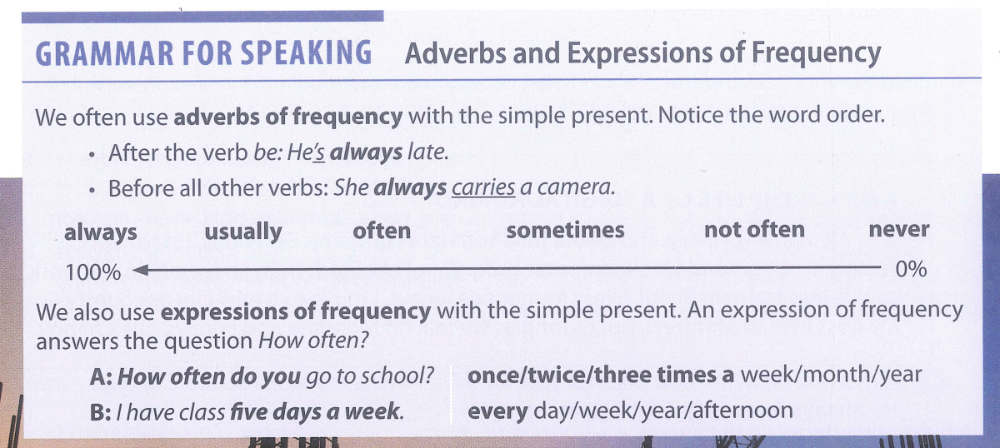 GRAMMAR FOR SPEAKING Adverbs and Expressions of Frequency
We often use adverbs of frequency with the simple present. Notice the word order.
• After the verb be: He's always late.
• Before all other verbs: She always carries a camera.
always usually often sometimes not often never
100% 0%
We also use expressions of frequency with the simple present. An expression of frequency
answers the question How often?
A: How often do you go to school? once/twice/three times a week/month/year
B: I have class five days a week. every day/week/year/afternoon